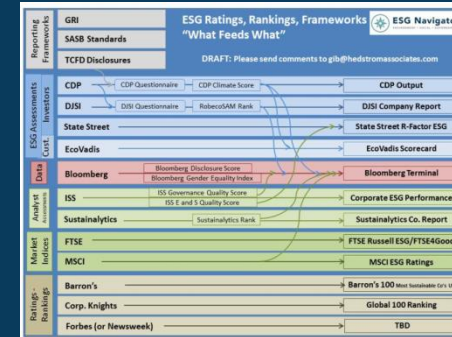 ESG Ratings, Rankings, Frameworks
"What Feeds What"
ESG Navigat
DRAFT: Please send comments to gib@hedstromassociates.com
Reporting
Frameworks
GRI
SASB Standards
TCFD Disclosures
ESG Assessments
Investors
Cust.
CDP
CDP Questionnaire
CDP Climate Score
CDP Output
DJSI
DJSI Questionnaire
RobecoSAM Rank
DJSI Company Report
State Street
State Street R-Factor ESG
EcoVadis
EcoVadis Scorecard
Data
Bloomberg
Bloomberg Disclosure Score
Bloomberg Gender Equality Index
Bloomberg Terminal
Analyst
ISS
ISS Governance Quality Score
ISS E and S Quality Score
Corporate ESG Performance
Sustainalytics
Sustainalytics Rank
Sustainalytics Co. Report
Market
Indices
FTSE
FTSE Russell ESG/FTSE4Good
MSCI
MSCI ESG Ratings
Ratings -
Rankings
Barron's
Barron's 100 Most Sustainable Co's
Corp. Knights
Global 100 Ranking
Forbes (or Newsweek)
TBD